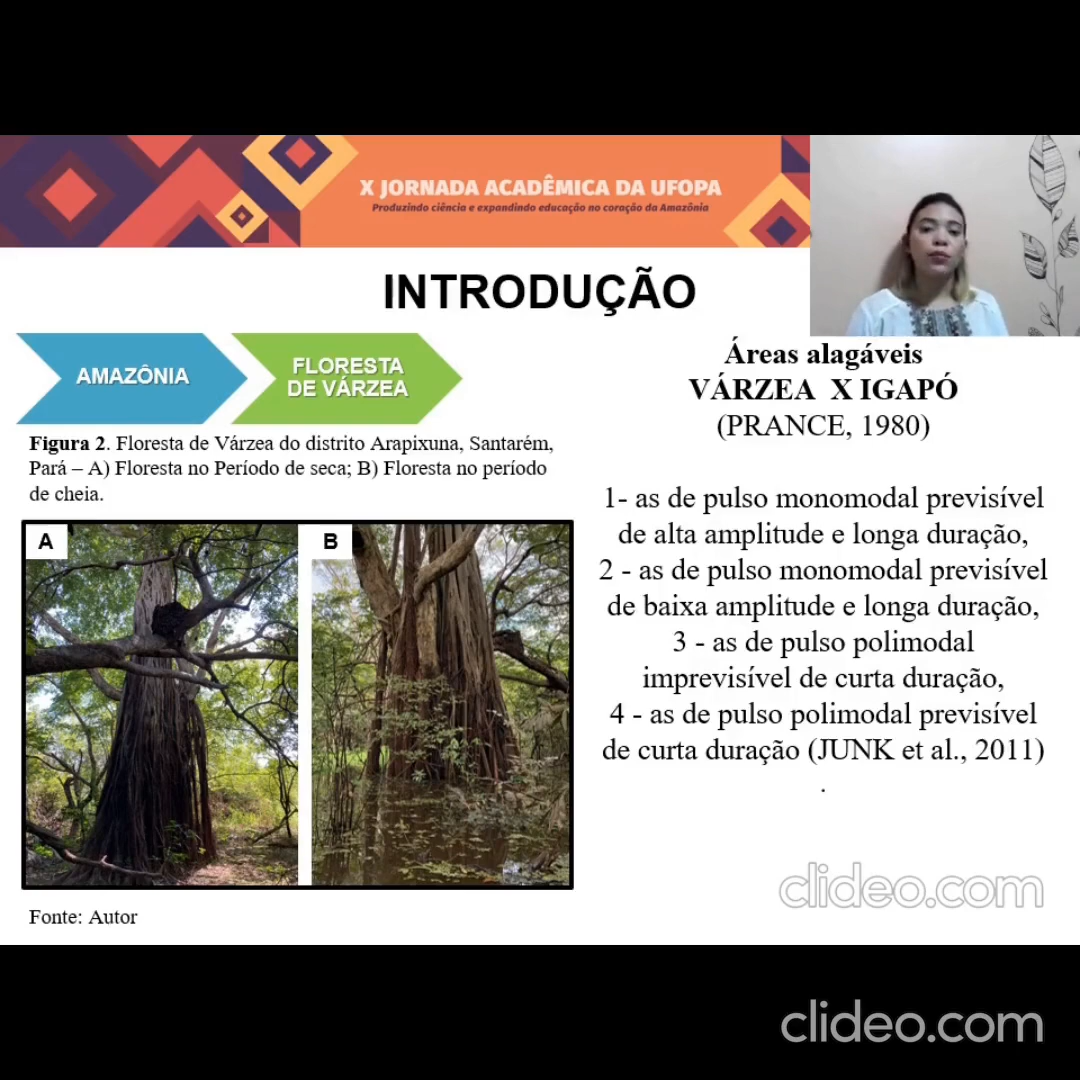 X JORNADA ACADÊMICA DA UFOPA
Produzindo ciência e expandindo educação no coração da Amazônia
INTRODUÇÃO
AMAZÔNIA
FLORESTA
DE VÁRZEA
Figura 2. Floresta de Várzea do distrito Arapixuna, Santarém,
Pará – A) Floresta no Período de seca; B) Floresta no período
de cheia.
A
B
Fonte: Autor
Áreas alagáveis
VÁRZEA X IGAPÓ
(PRANCE, 1980)
1- as de pulso monomodal previsível
de alta amplitude e longa duração,
2 - as de pulso monomodal previsível
de baixa amplitude e longa duração,
3 - as de pulso polimodal
imprevisível de curta duração,
4 - as de pulso polimodal previsível
de curta duração (JUNK et al., 2011)
.
clideo.com
clideo.com